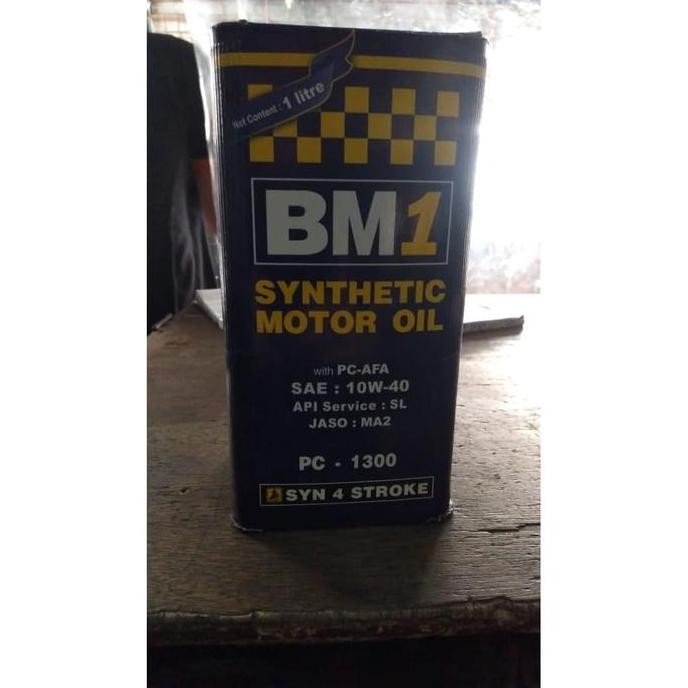 Net Content : 1 litre
BM1
SYNTHETIC
MOTOR OIL
with PC-AFA
SAE : 10W-40
API Service : SL
JASO : MA2
PC - 1300
SYN 4 STROKE